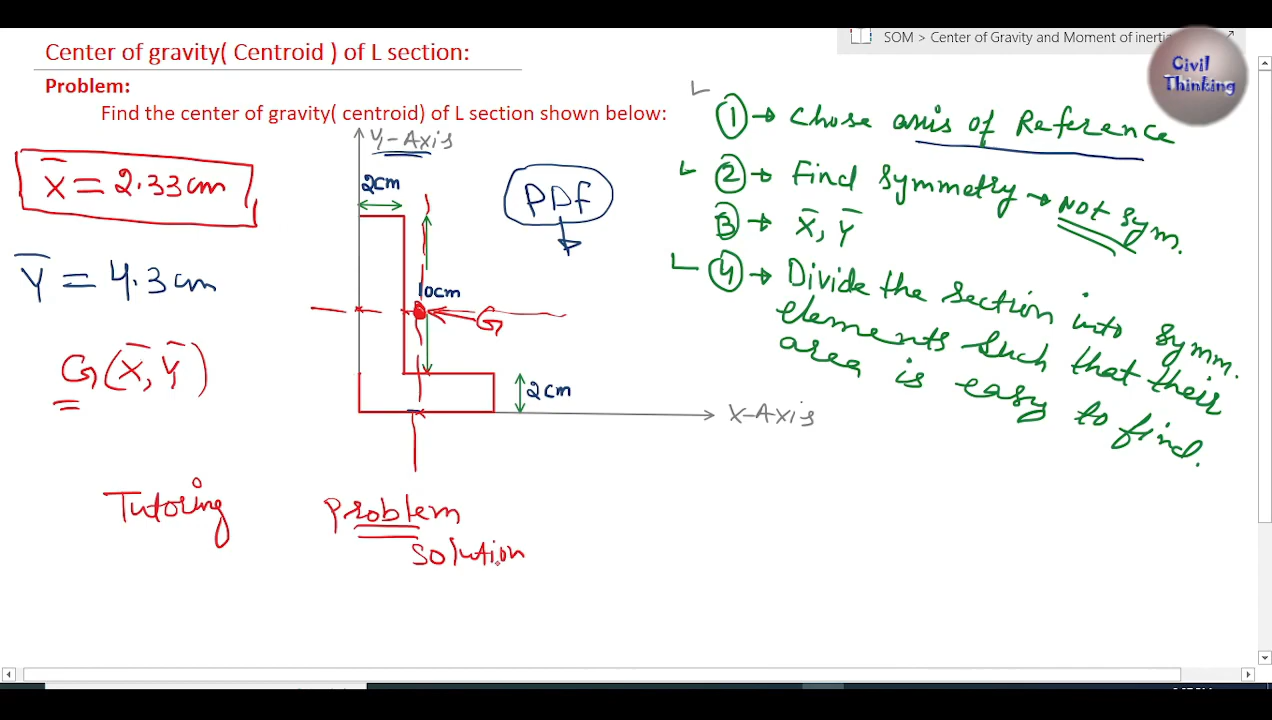 SOM > Center of Gravity and Moment of inertia
Civil
Thinking
Center of gravity( Centroid ) of L section:
Problem:
Find the center of gravity( centroid) of L section shown below:
X̅ = 2.33cm
Y̅ = 4.3cm
G(X̅, Y̅)
Y-Axis
2cm
10cm
G
2cm
X-Axis
PDF
① → Chose axis of Reference
② → Find Symmetry → Not Sym.
③ → X̅, Y̅
④ → Divide the section into Symm.
elements such that their
area is easy to find.
Tutoring
Problem
Solution